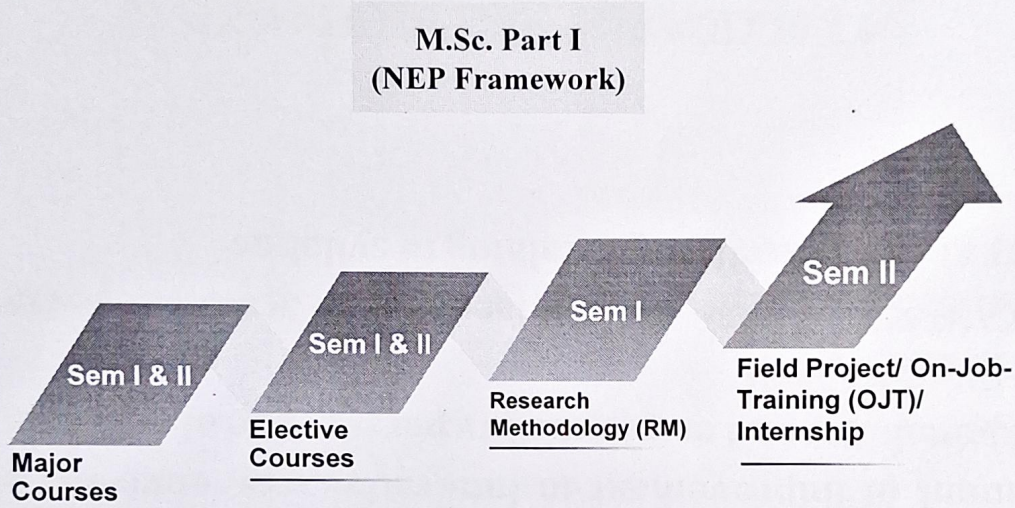 M.Sc. Part I
(NEP Framework)
Sem I & II
Major
Courses
Sem I & II
Elective
Courses
Sem I
Research
Methodology (RM)
Sem II
Field Project/ On-Job-
Training (OJT)/
Internship